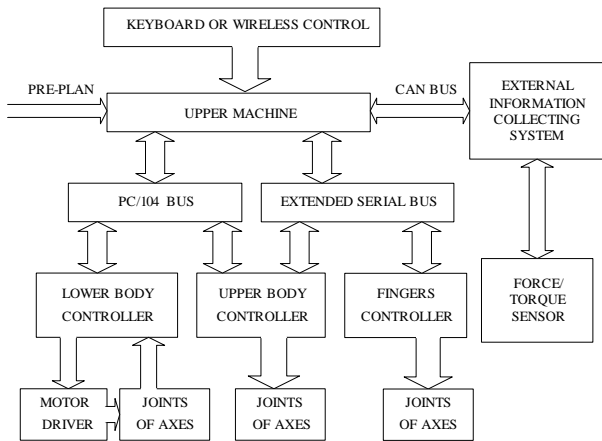 KEYBOARD OR WIRELESS CONTROL
PRE-PLAN
UPPER MACHINE
CAN BUS
EXTERNAL
INFORMATION
COLLECTING
SYSTEM
PC/104 BUS
EXTENDED SERIAL BUS
LOWER BODY
CONTROLLER
UPPER BODY
CONTROLLER
FINGERS
CONTROLLER
FORCE/
TORQUE
SENSOR
MOTOR
DRIVER
JOINTS
OF AXES
JOINTS
OF AXES
JOINTS
OF AXES